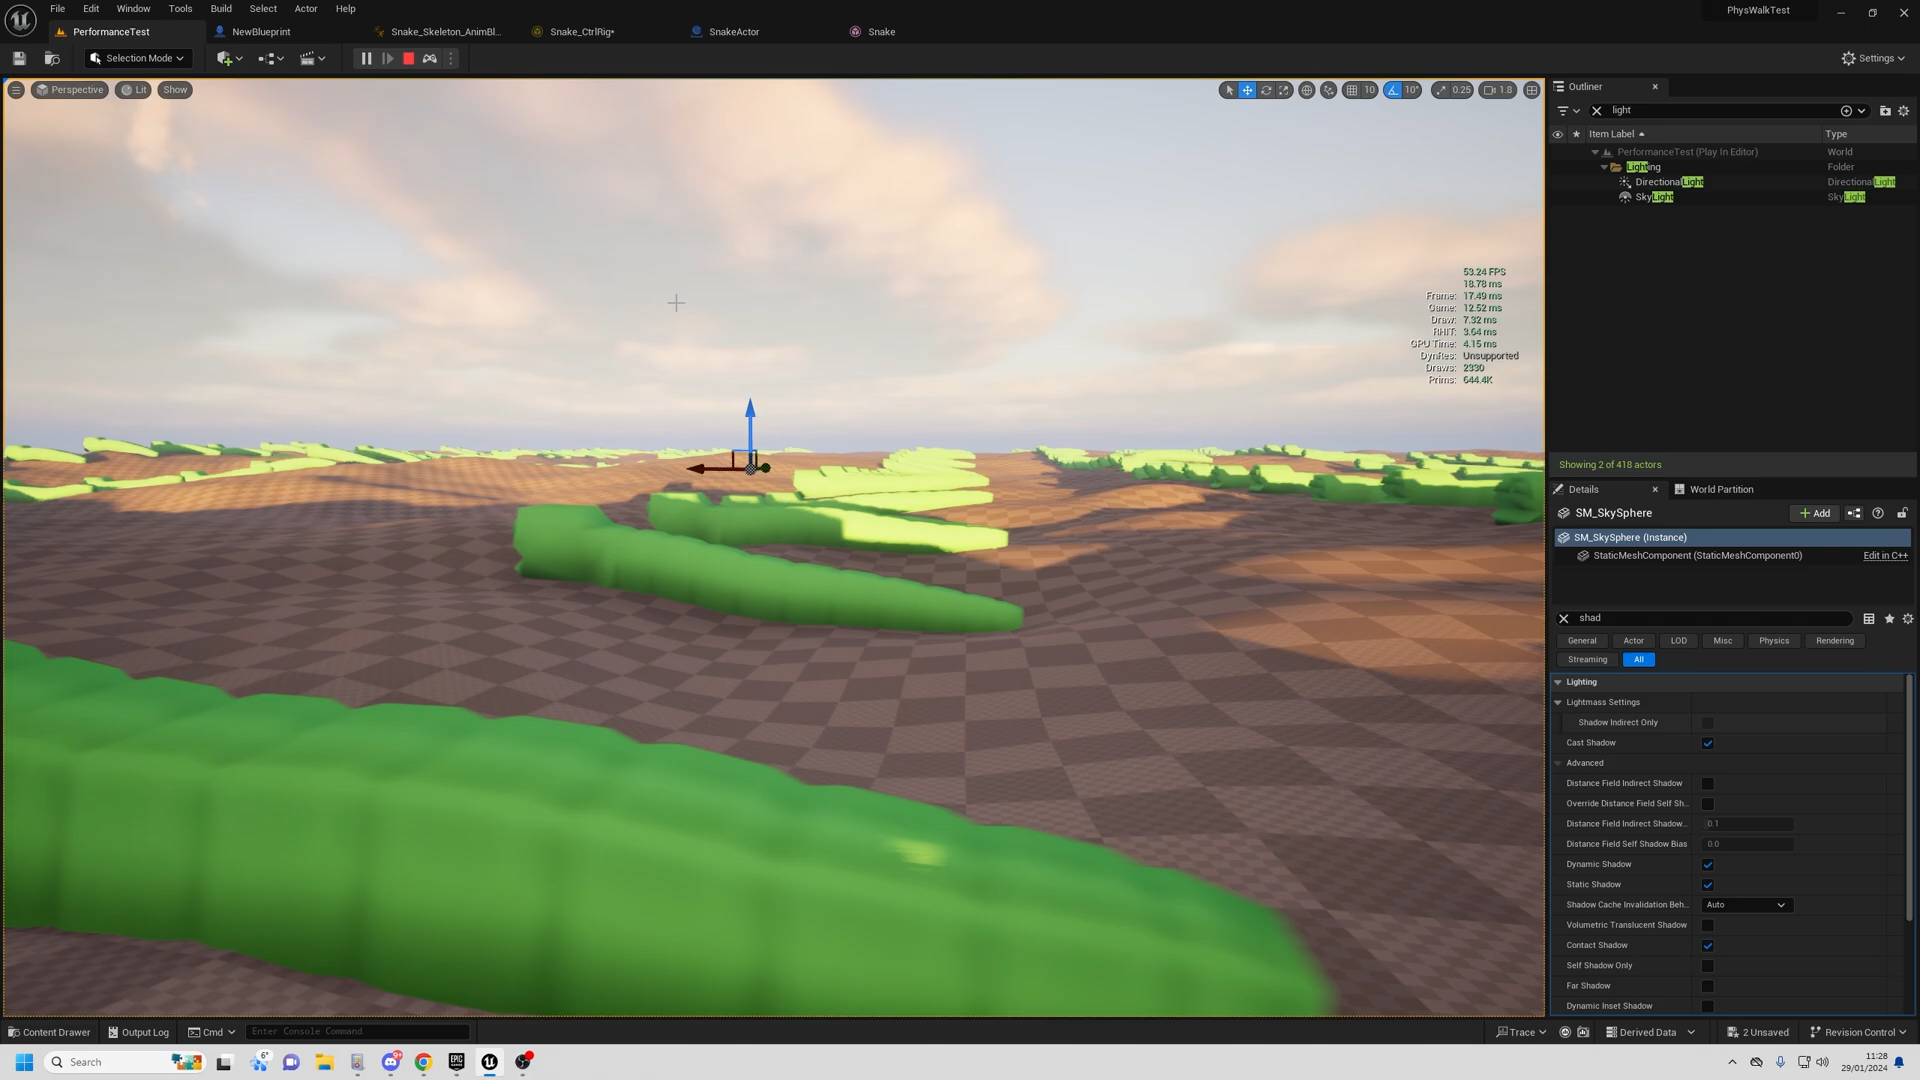 File Edit Window Tools Build Select Actor Help
PhysWalkTest
PerformanceTest NewBlueprint Snake_Skeleton_AnimBl... Snake_CtrlRig* SnakeActor Snake
Selection Mode
Settings
Perspective Lit Show
10 10° 0.25 1.8
53.24 FPS
18.78 ms
Frame: 17.49 ms
Game: 12.52 ms
Draw: 7.32 ms
RHIT: 3.64 ms
GPU Time: 4.15 ms
DynRes: Unsupported
Draws: 2330
Prims: 644.4K
Outliner
light
Item Label Type
PerformanceTest (Play In Editor) World
Lighting Folder
DirectionalLight DirectionalLight
SkyLight SkyLight
Showing 2 of 418 actors
Details World Partition
SM_SkySphere
Add
SM_SkySphere (Instance)
StaticMeshComponent (StaticMeshComponent0) Edit in C++
shad
General Actor LOD Misc Physics Rendering
Streaming All
Lighting
Lightmass Settings
Shadow Indirect Only
Cast Shadow
Advanced
Distance Field Indirect Shadow
Override Distance Field Self Sh...
Distance Field Indirect Shadow... 0.1
Distance Field Self Shadow Bias 0.0
Dynamic Shadow
Static Shadow
Shadow Cache Invalidation Beh... Auto
Volumetric Translucent Shadow
Contact Shadow
Self Shadow Only
Far Shadow
Dynamic Inset Shadow
Content Drawer Output Log Cmd Enter Console Command
Trace Derived Data 2 Unsaved Revision Control
Search
6°
9+
EPIC
11:28
29/01/2024